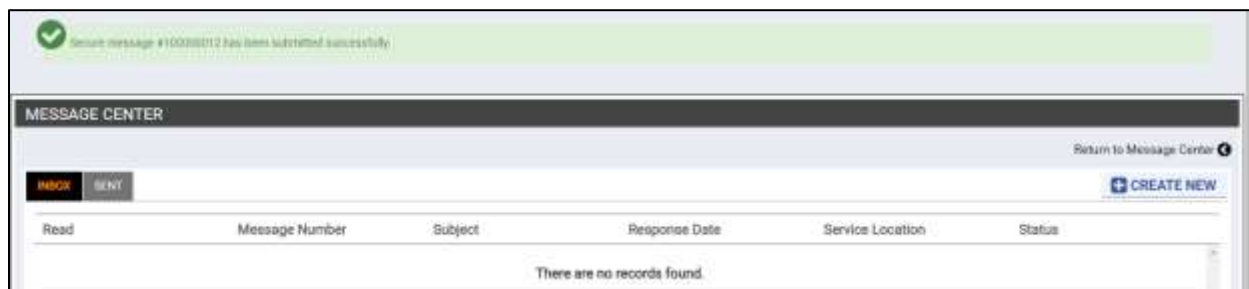 Secure message #100000012 has been submitted successfully.
MESSAGE CENTER
Return to Message Center
INBOX SENT CREATE NEW
Read Message Number Subject Response Date Service Location Status
There are no records found.